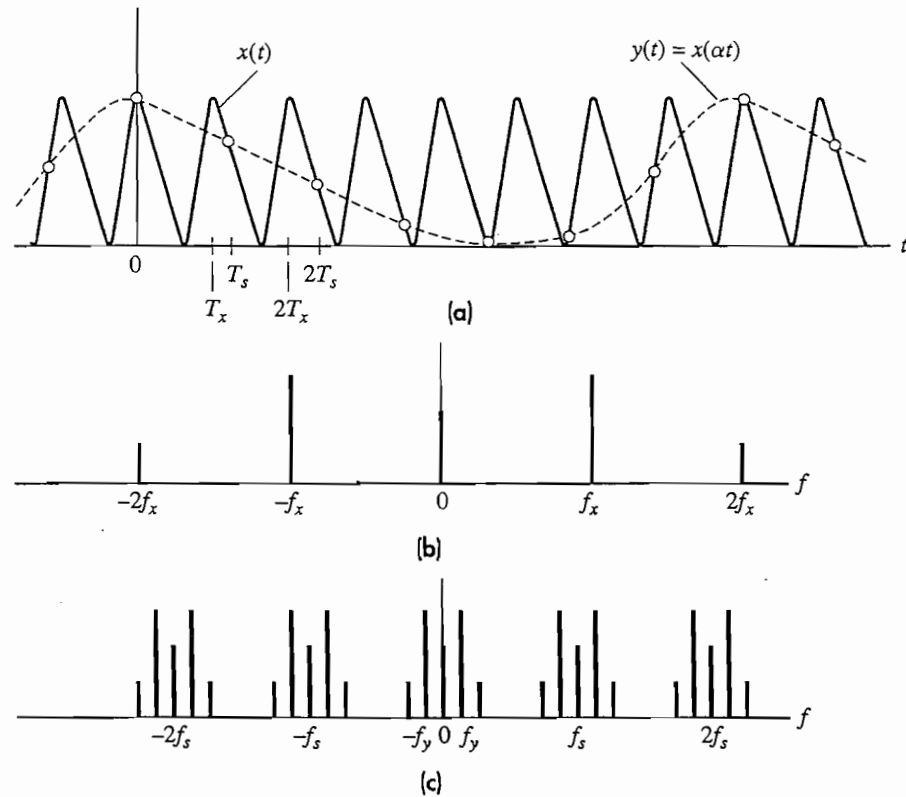 x(t) y(t) = x(αt)
0 T_s 2T_s t
T_x 2T_x
(a)
−2f_x −f_x 0 f_x 2f_x f
(b)
−2f_s −f_s −f_y 0 f_y f_s 2f_s f
(c)